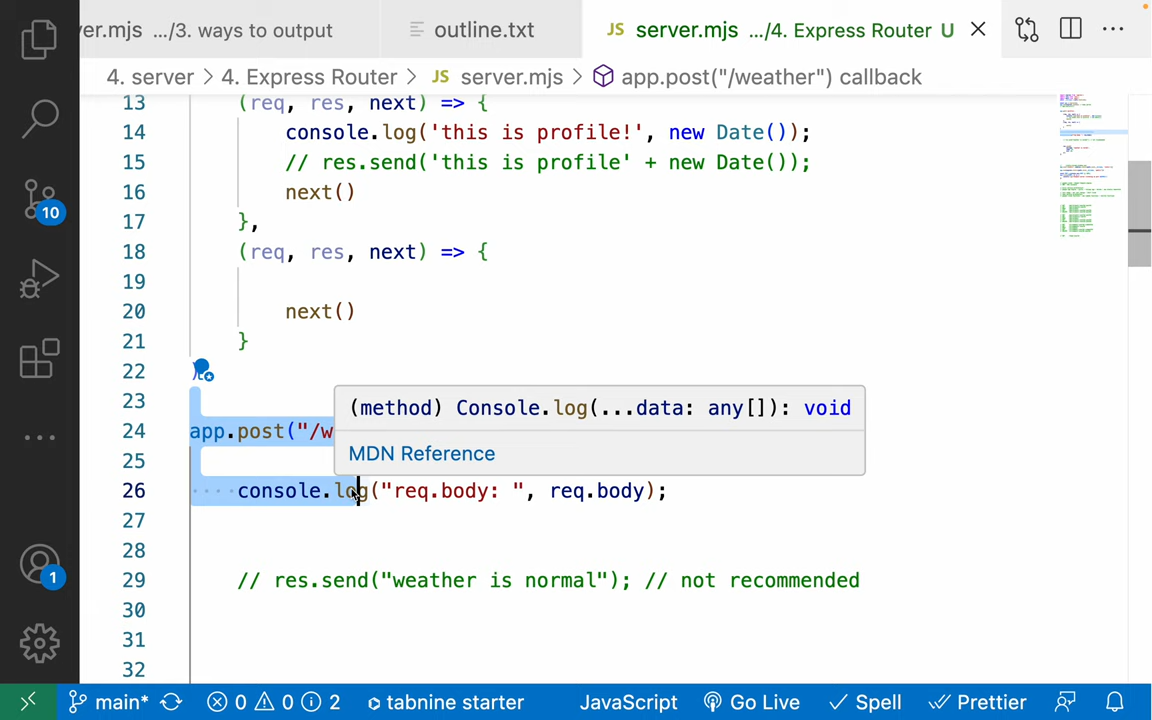 ver.mjs .../3. ways to output
outline.txt
JS server.mjs .../4. Express Router U
4. server > 4. Express Router > JS server.mjs > app.post("/weather") callback
13 (req, res, next) => {
14 console.log('this is profile!', new Date());
15 // res.send('this is profile' + new Date());
16 next()
17 },
18 (req, res, next) => {
19
20 next()
21 }
22
23
24 app.post("/w
25
26 console.log("req.body: ", req.body);
27
28
29 // res.send("weather is normal"); // not recommended
30
31
32
(method) Console.log(...data: any[]): void
MDN Reference
10
1
main* 0 0 2 tabnine starter JavaScript Go Live Spell Prettier